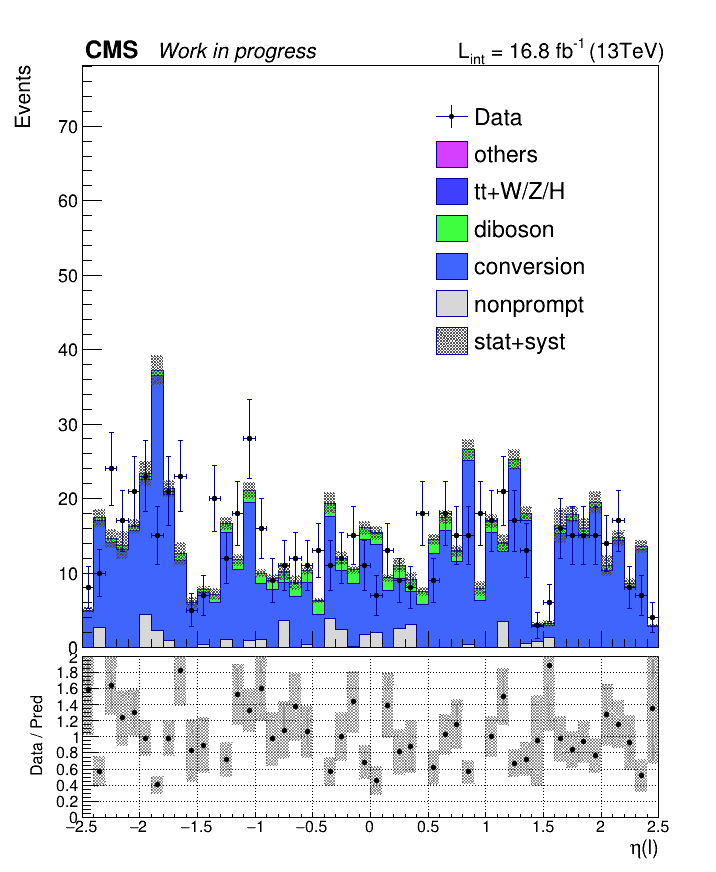 CMS Work in progress L_int = 16.8 fb^-1 (13TeV)
Events
70
60
50
40
30
20
10
0
Data
others
tt+W/Z/H
diboson
conversion
nonprompt
stat+syst
Data / Pred
2
1.8
1.6
1.4
1.2
1
0.8
0.6
0.4
0.2
0
−2.5 −2 −1.5 −1 −0.5 0 0.5 1 1.5 2 2.5
η(l)